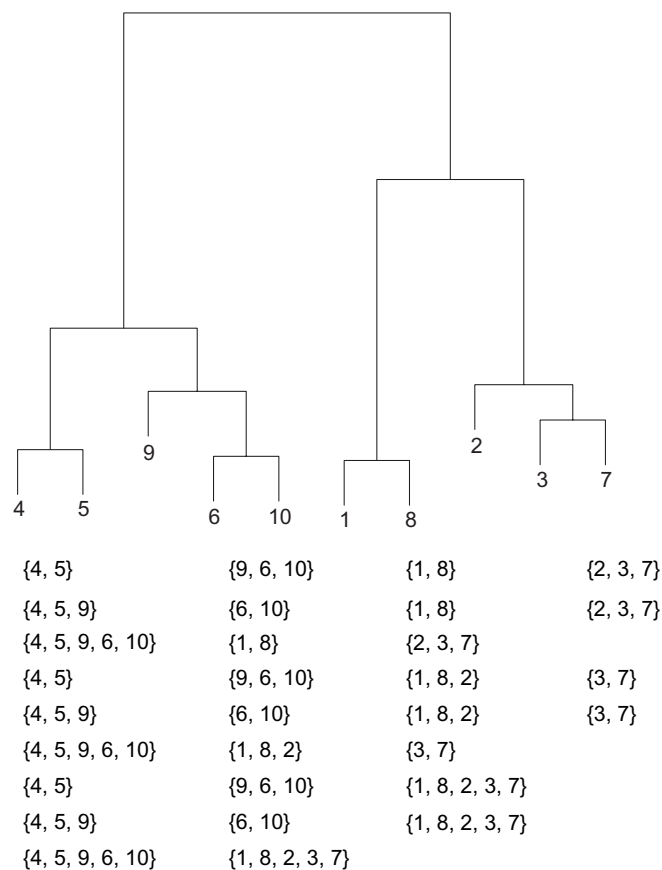 2
9
3 7
4 5 6 10 1 8
{4, 5} {9, 6, 10} {1, 8} {2, 3, 7}
{4, 5, 9} {6, 10} {1, 8} {2, 3, 7}
{4, 5, 9, 6, 10} {1, 8} {2, 3, 7}
{4, 5} {9, 6, 10} {1, 8, 2} {3, 7}
{4, 5, 9} {6, 10} {1, 8, 2} {3, 7}
{4, 5, 9, 6, 10} {1, 8, 2} {3, 7}
{4, 5} {9, 6, 10} {1, 8, 2, 3, 7}
{4, 5, 9} {6, 10} {1, 8, 2, 3, 7}
{4, 5, 9, 6, 10} {1, 8, 2, 3, 7}